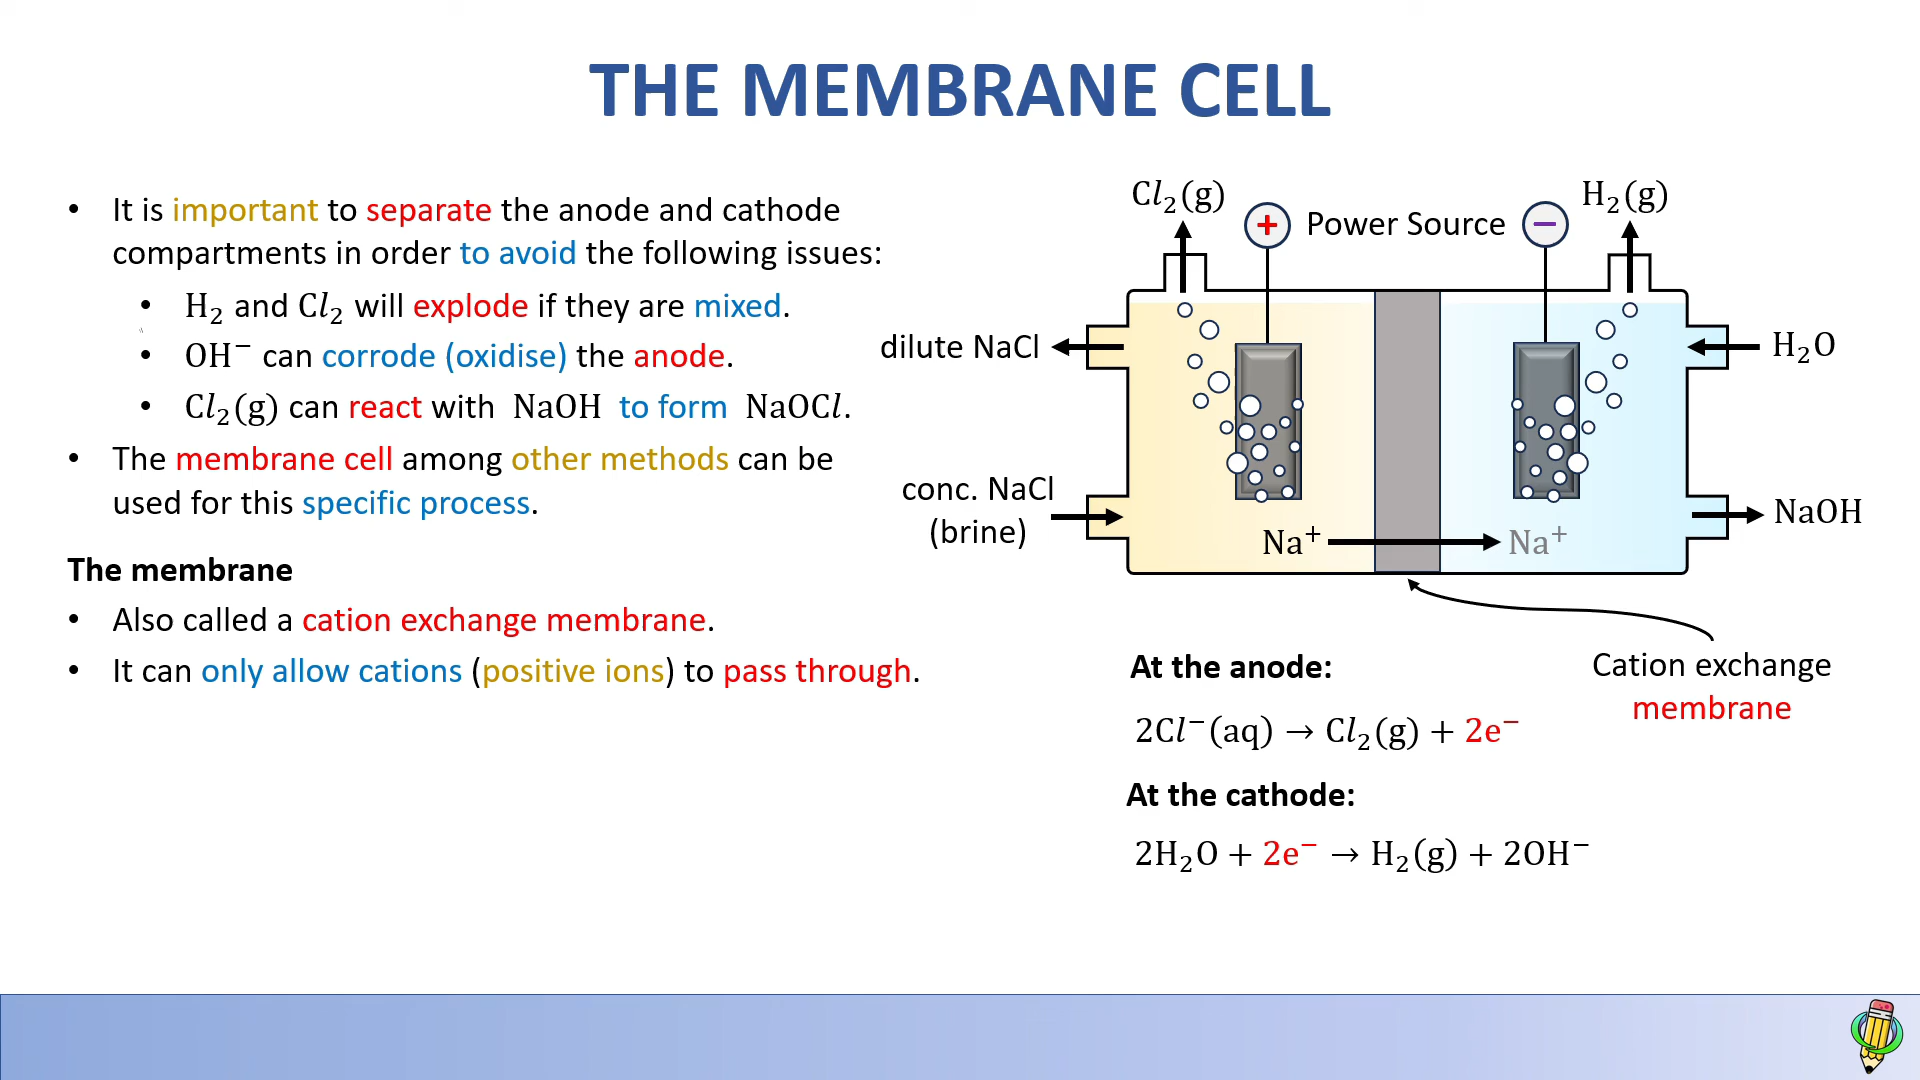 THE MEMBRANE CELL
• It is important to separate the anode and cathode
compartments in order to avoid the following issues:
• H₂ and Cl₂ will explode if they are mixed.
• OH⁻ can corrode (oxidise) the anode.
• Cl₂(g) can react with NaOH to form NaOCl.
• The membrane cell among other methods can be
used for this specific process.
The membrane
• Also called a cation exchange membrane.
• It can only allow cations (positive ions) to pass through.
Cl₂(g)
+ Power Source −
H₂(g)
dilute NaCl
H₂O
conc. NaCl
(brine)
NaOH
Na⁺
Na⁺
Cation exchange
membrane
At the anode:
2Cl⁻(aq) → Cl₂(g) + 2e⁻
At the cathode:
2H₂O + 2e⁻ → H₂(g) + 2OH⁻